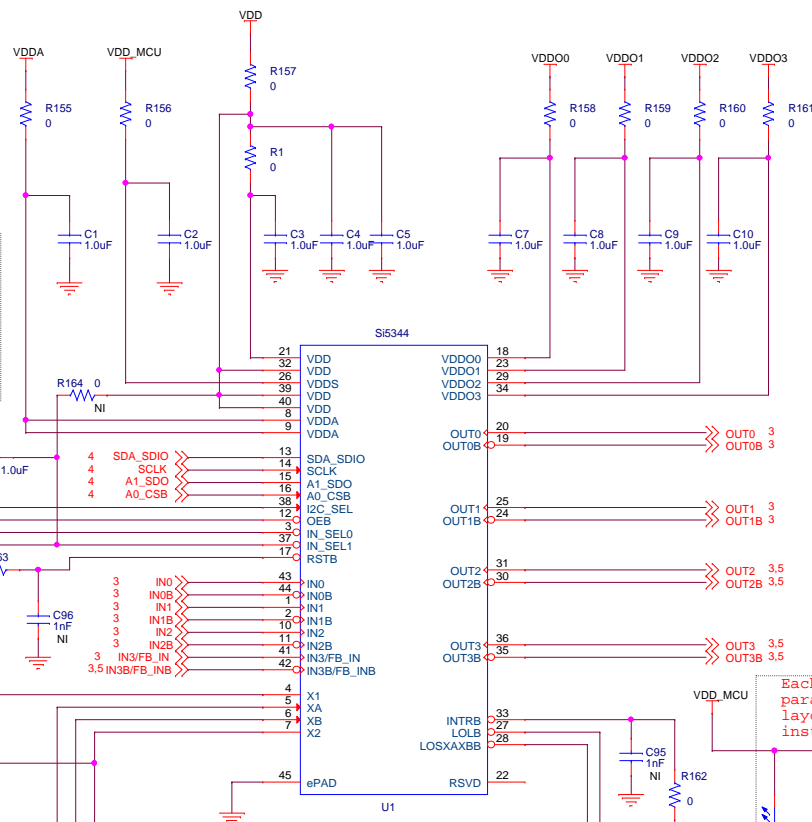 VDD
VDDA
VDD_MCU
VDDO0
VDDO1
VDDO2
VDDO3
R157
0
R155
0
R156
0
R158
0
R159
0
R160
0
R161
0
R1
0
C1
1.0uF
C2
1.0uF
C3
1.0uF
C4
1.0uF
C5
1.0uF
C7
1.0uF
C8
1.0uF
C9
1.0uF
C10
1.0uF
Si5344
R164 0
NI
21 VDD
32 VDD
26 VDDS
39 VDD
40 VDD
8 VDDA
9 VDDA
VDDO0 18
VDDO1 23
VDDO2 29
VDDO3 34
1.0uF
4 SDA_SDIO 13 SDA_SDIO
4 SCLK 14 SCLK
4 A1_SDO 15 A1_SDO
4 A0_CSB 16 A0_CSB
38 I2C_SEL
12 OEB
3 IN_SEL0
37 IN_SEL1
17 RSTB
OUT0 20 OUT0 3
OUT0B 19 OUT0B 3
OUT1 25 OUT1 3
OUT1B 24 OUT1B 3
OUT2 31 OUT2 3,5
OUT2B 30 OUT2B 3,5
OUT3 36 OUT3 3,5
OUT3B 35 OUT3B 3,5
63
C96
1nF
NI
3 IN0 43 IN0
3 IN0B 44 IN0B
3 IN1 1 IN1
3 IN1B 2 IN1B
3 IN2 10 IN2
3 IN2B 11 IN2B
3 IN3/FB_IN 41 IN3/FB_IN
3,5 IN3B/FB_INB 42 IN3B/FB_INB
4 X1
5 XA
6 XB
7 X2
45 ePAD
INTRB 33
LOLB 27
LOSXAXBB 28
RSVD 22
U1
VDD_MCU
C95
1nF
NI
R162
0
Eac
para
layo
ins